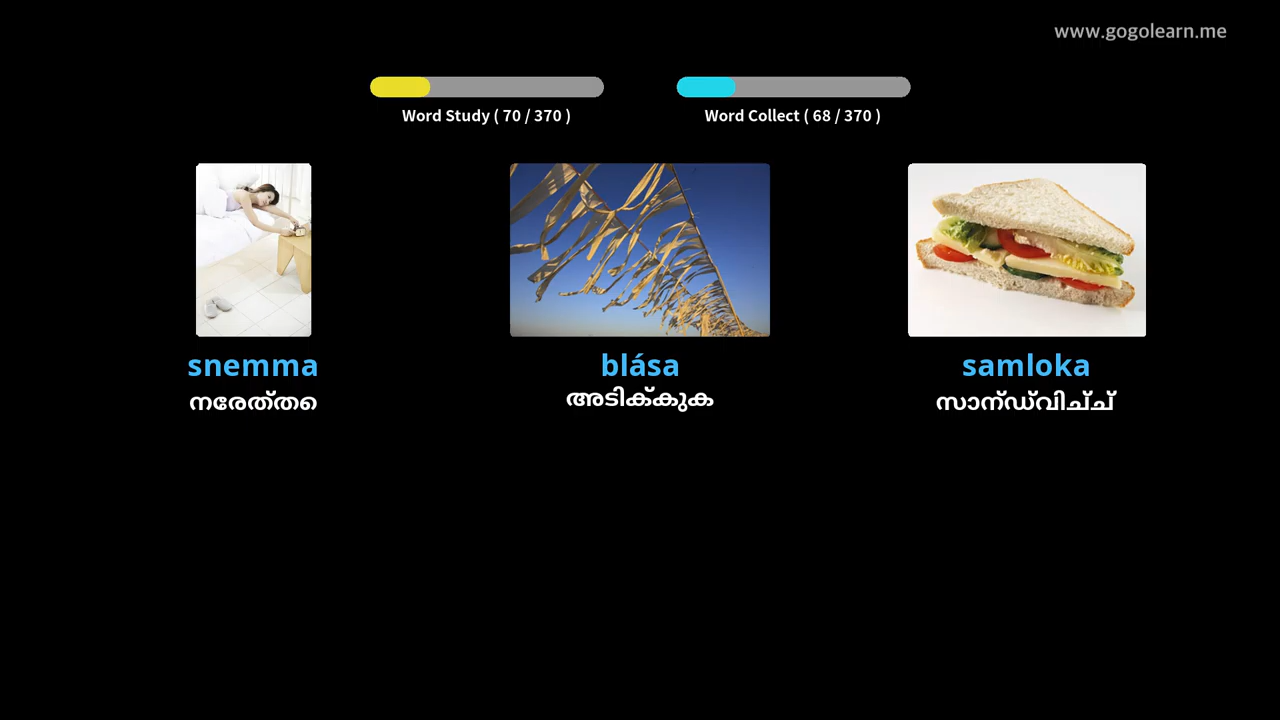 www.gogolearn.me
Word Study ( 70 / 370 )
Word Collect ( 68 / 370 )
snemma
blása
samloka
നരേത്തെ
അടിക്കുക
സാന്ഡ്വിച്ച്